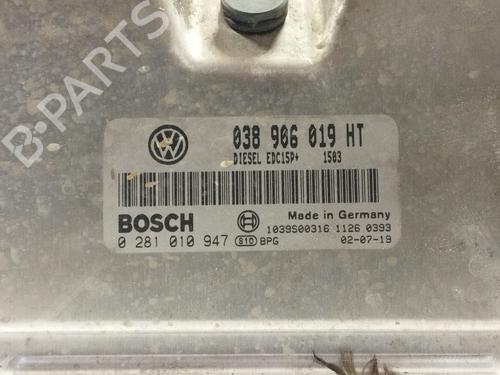 B-PARTS
038 906 019 HT
DIESEL EDC15P+ 1503
BOSCH
Made in Germany
0 281 010 947 810 BPG
1039S00316 1126 0393
02-07-19